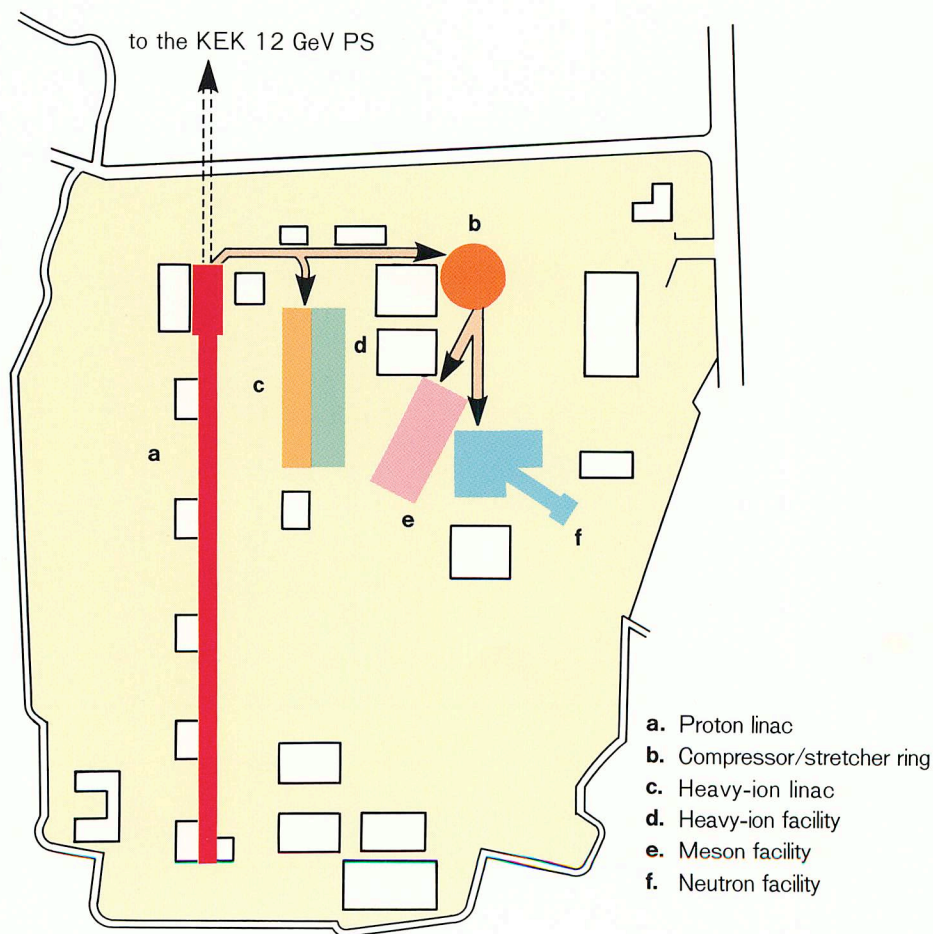 to the KEK 12 GeV PS
b
d
c
a
e
f
a. Proton linac
b. Compressor/stretcher ring
c. Heavy-ion linac
d. Heavy-ion facility
e. Meson facility
f. Neutron facility